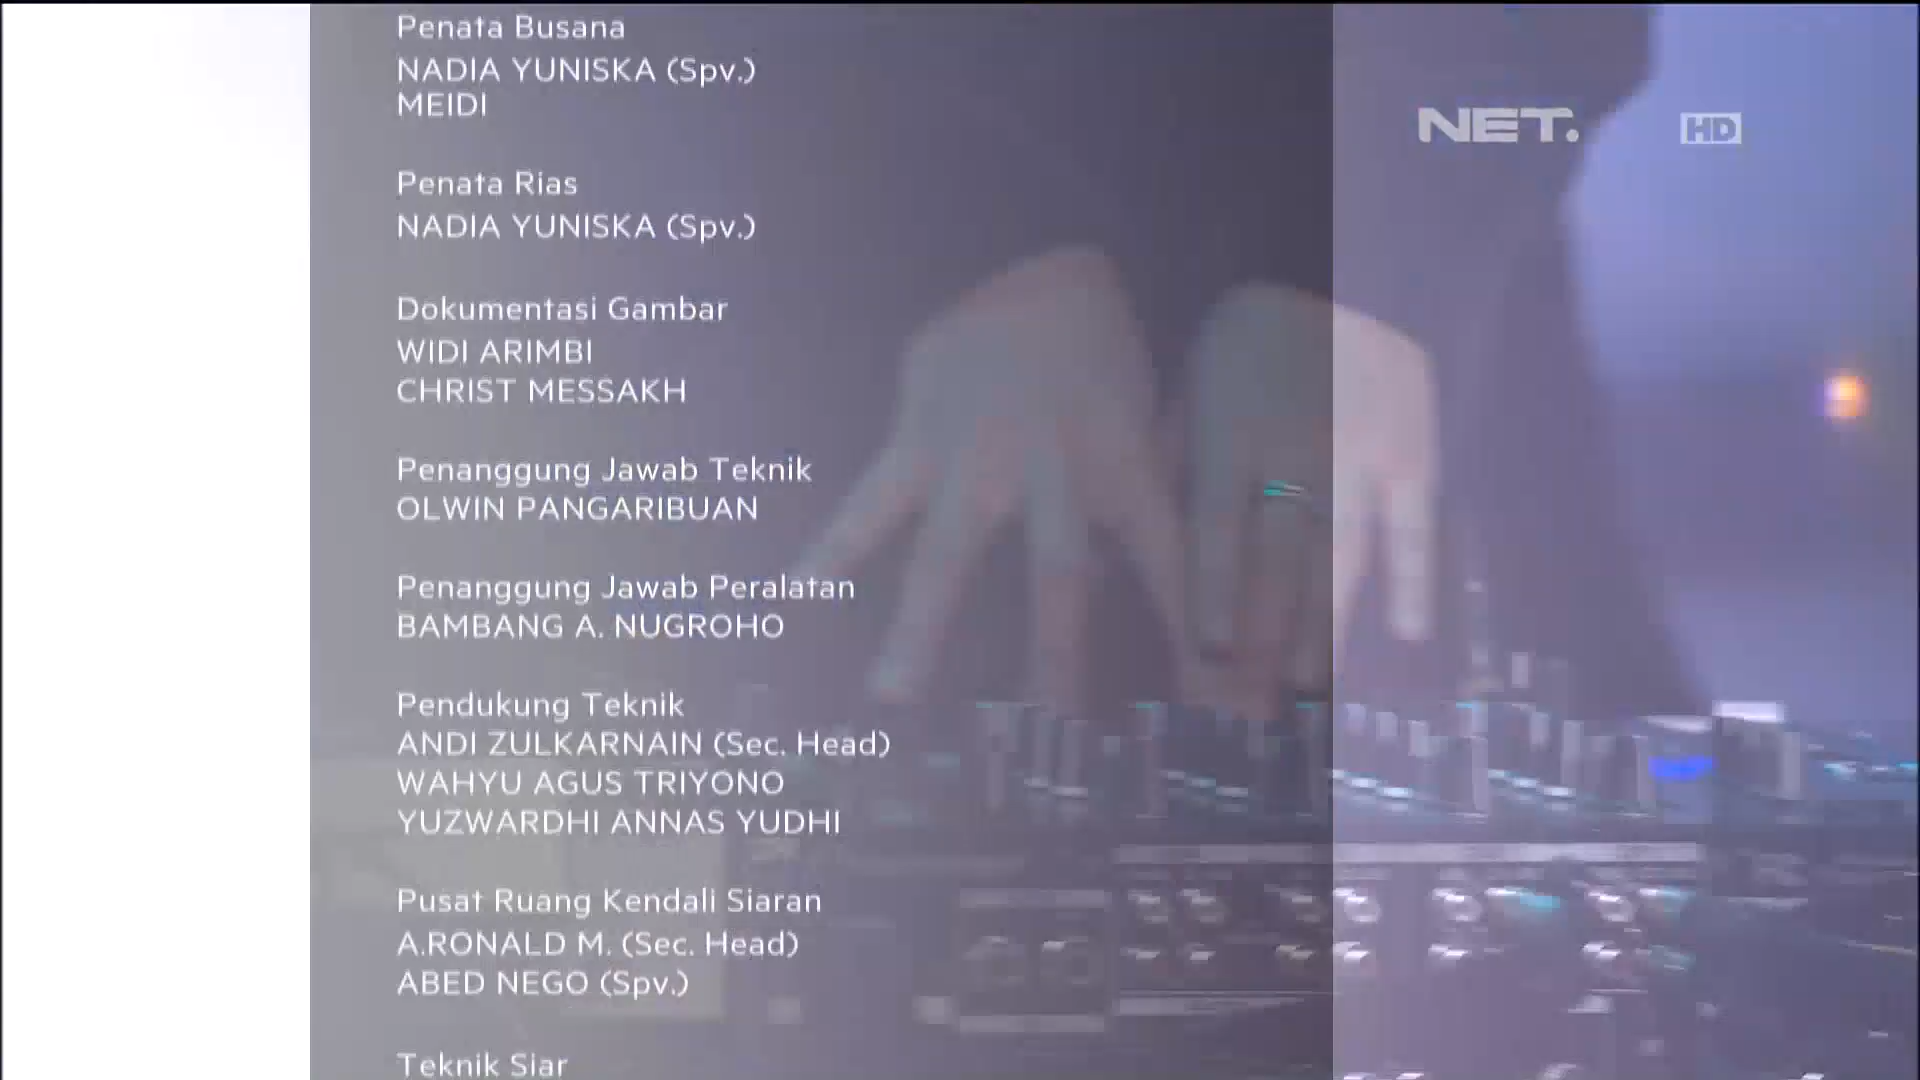 Penata Busana
NADIA YUNISKA (Spv.)
MEIDI
NET.
HD
Penata Rias
NADIA YUNISKA (Spv.)
Dokumentasi Gambar
WIDI ARIMBI
CHRIST MESSAKH
Penanggung Jawab Teknik
OLWIN PANGARIBUAN
Penanggung Jawab Peralatan
BAMBANG A. NUGROHO
Pendukung Teknik
ANDI ZULKARNAIN (Sec. Head)
WAHYU AGUS TRIYONO
YUZWARDHI ANNAS YUDHI
Pusat Ruang Kendali Siaran
A.RONALD M. (Sec. Head)
ABED NEGO (Spv.)
Teknik Siar